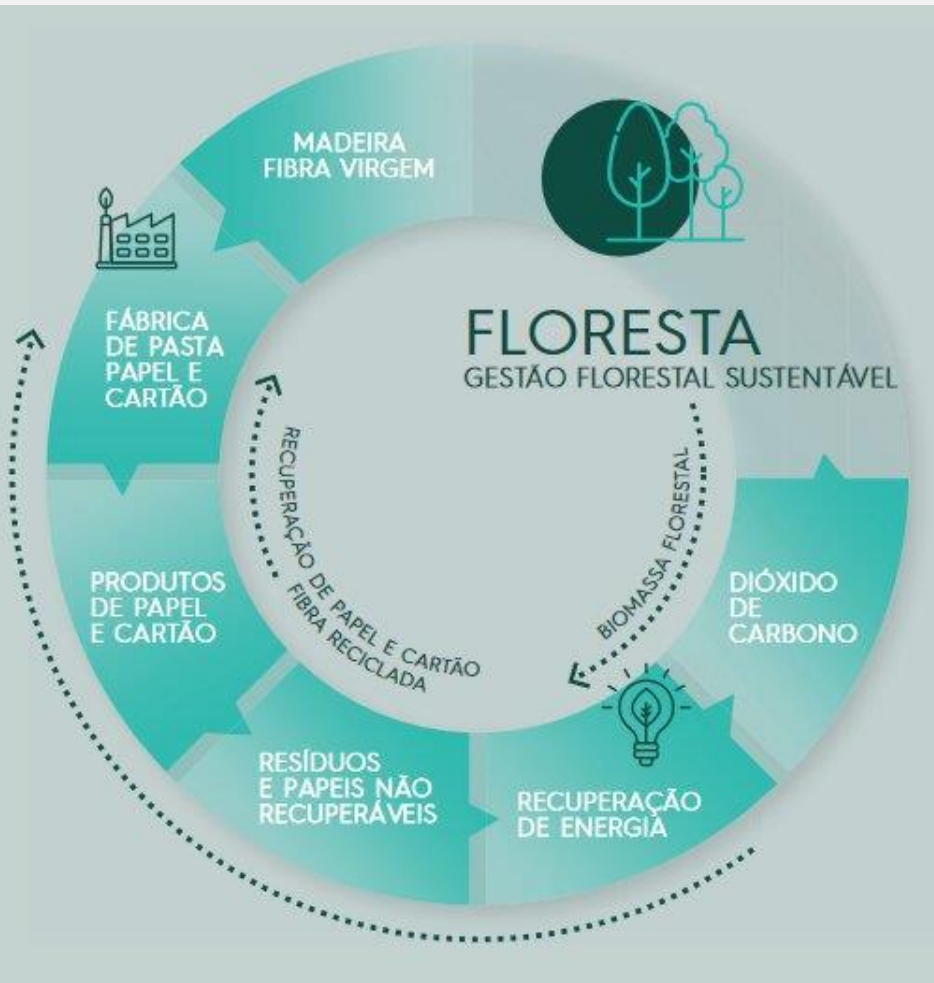 MADEIRA
FIBRA VIRGEM
FLORESTA
GESTÃO FLORESTAL SUSTENTÁVEL
FÁBRICA
DE PASTA
PAPEL E
CARTÃO
RECUPERAÇÃO DE PAPEL E CARTÃO
FIBRA RECICLADA
BIOMASSA FLORESTAL
PRODUTOS
DE PAPEL
E CARTÃO
DIÓXIDO
DE
CARBONO
RESÍDUOS
E PAPEIS NÃO
RECUPERÁVEIS
RECUPERAÇÃO
DE ENERGIA